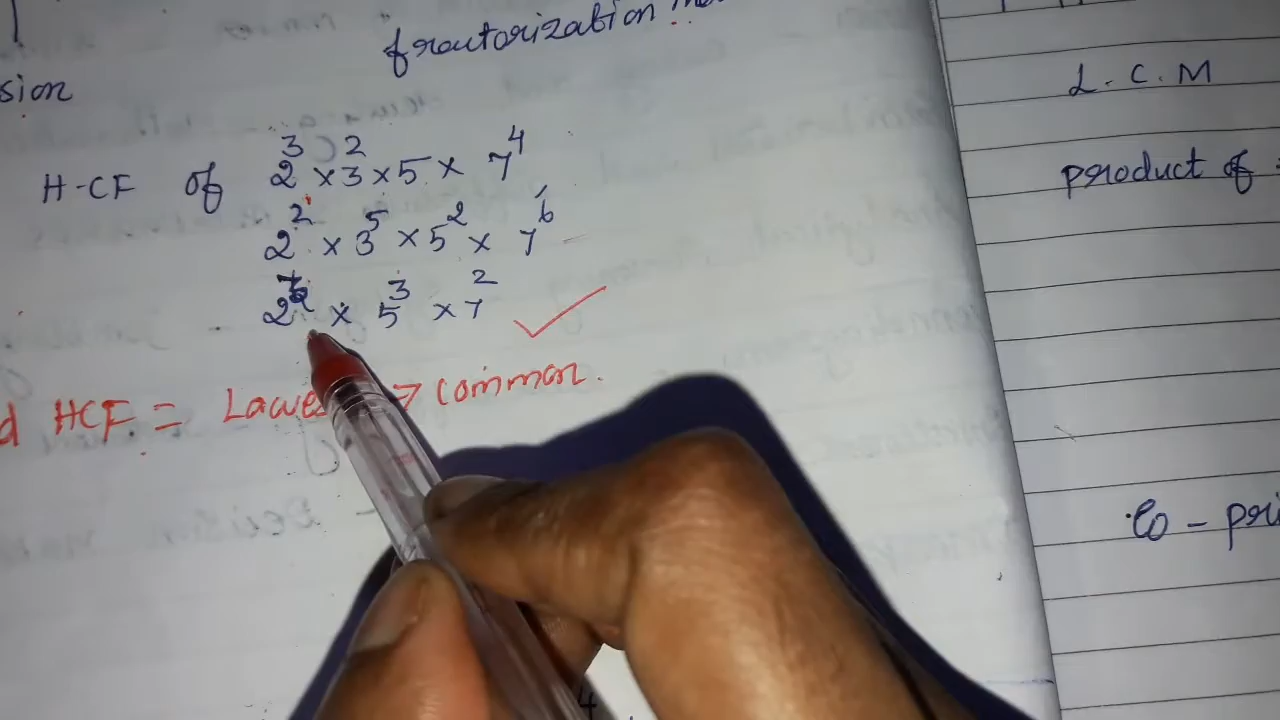 froutorization
sion
H-CF of 2³ × 3² × 5 × 7⁴,
2² × 3⁵ × 5² × 7⁶
2 × 5³ × 7²
d HCF = → common.
L.C.M
product of
Co - pri